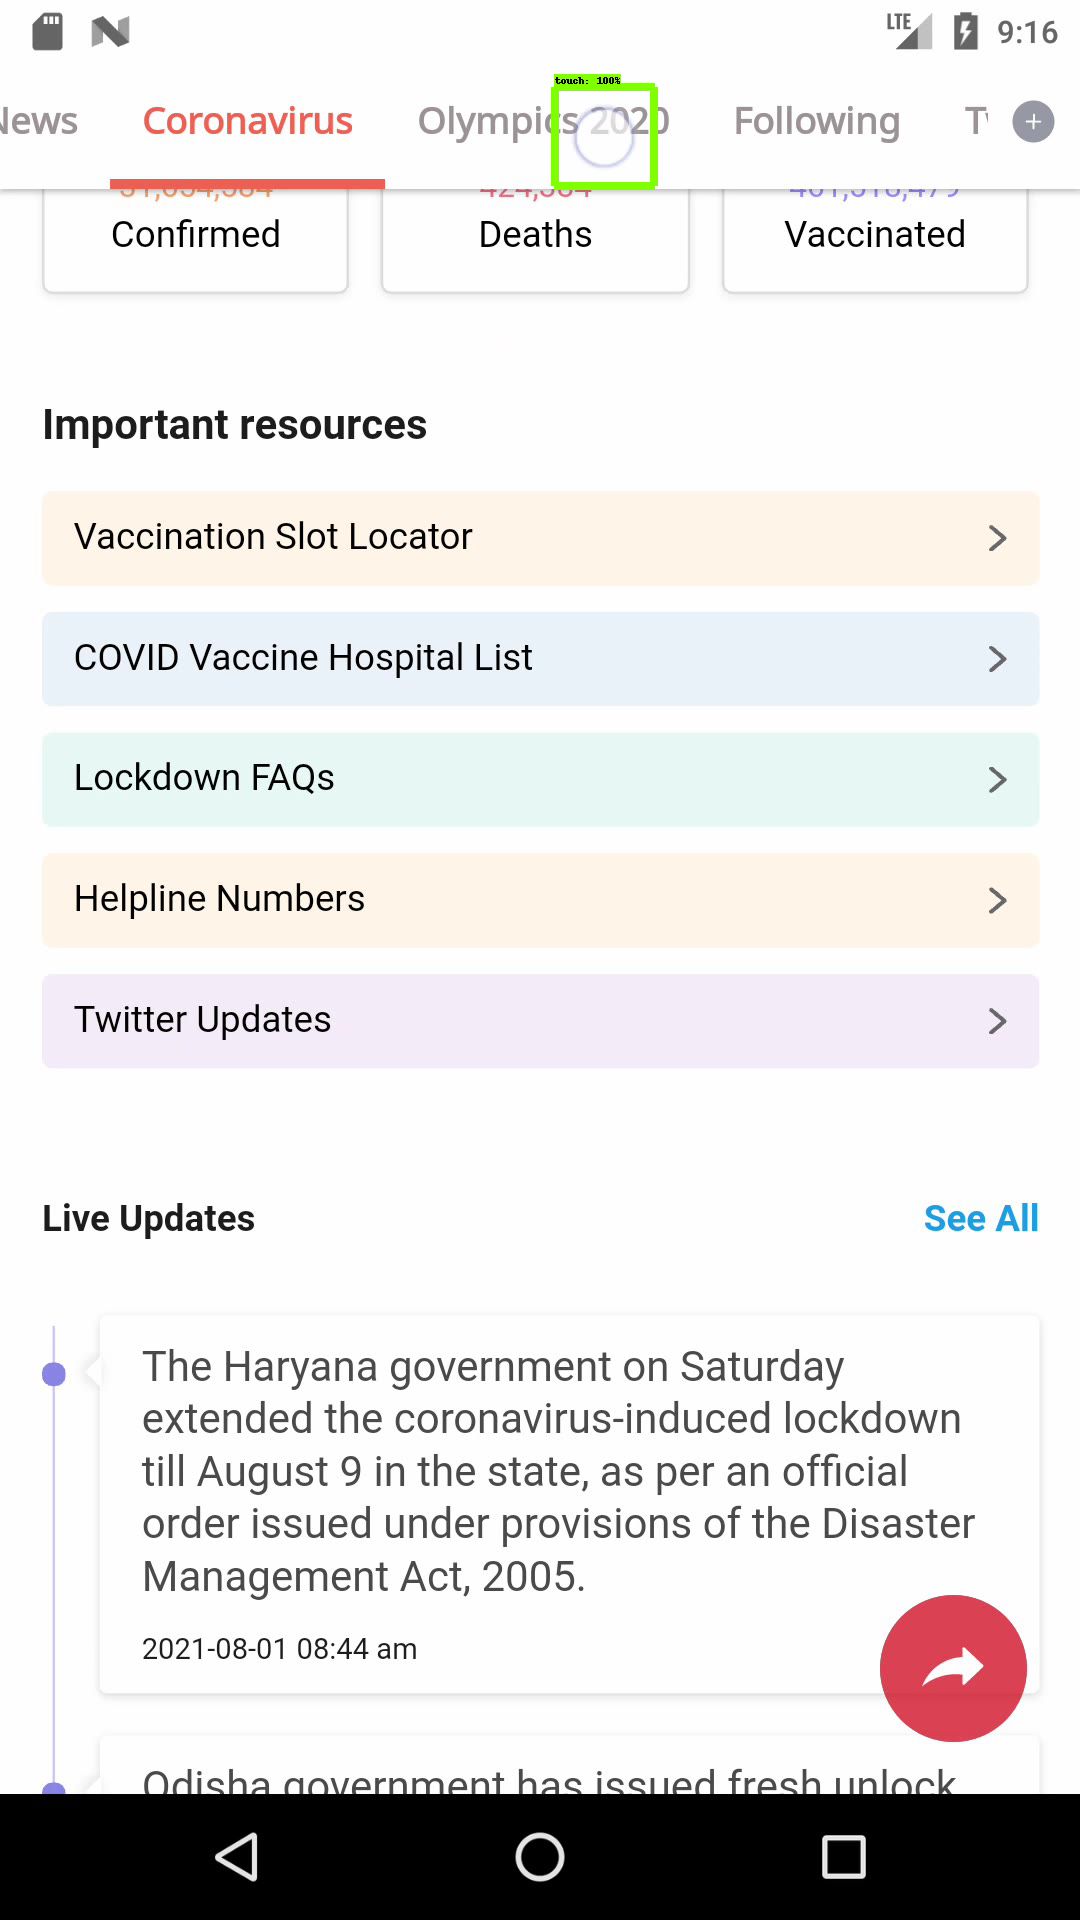 LTE 9:16
touch: 100%
News Coronavirus Olympics 2020 Following
Confirmed Deaths Vaccinated
Important resources
Vaccination Slot Locator
COVID Vaccine Hospital List
Lockdown FAQs
Helpline Numbers
Twitter Updates
Live Updates See All
The Haryana government on Saturday
extended the coronavirus-induced lockdown
till August 9 in the state, as per an official
order issued under provisions of the Disaster
Management Act, 2005.
2021-08-01 08:44 am
Odisha government has issued fresh unlock